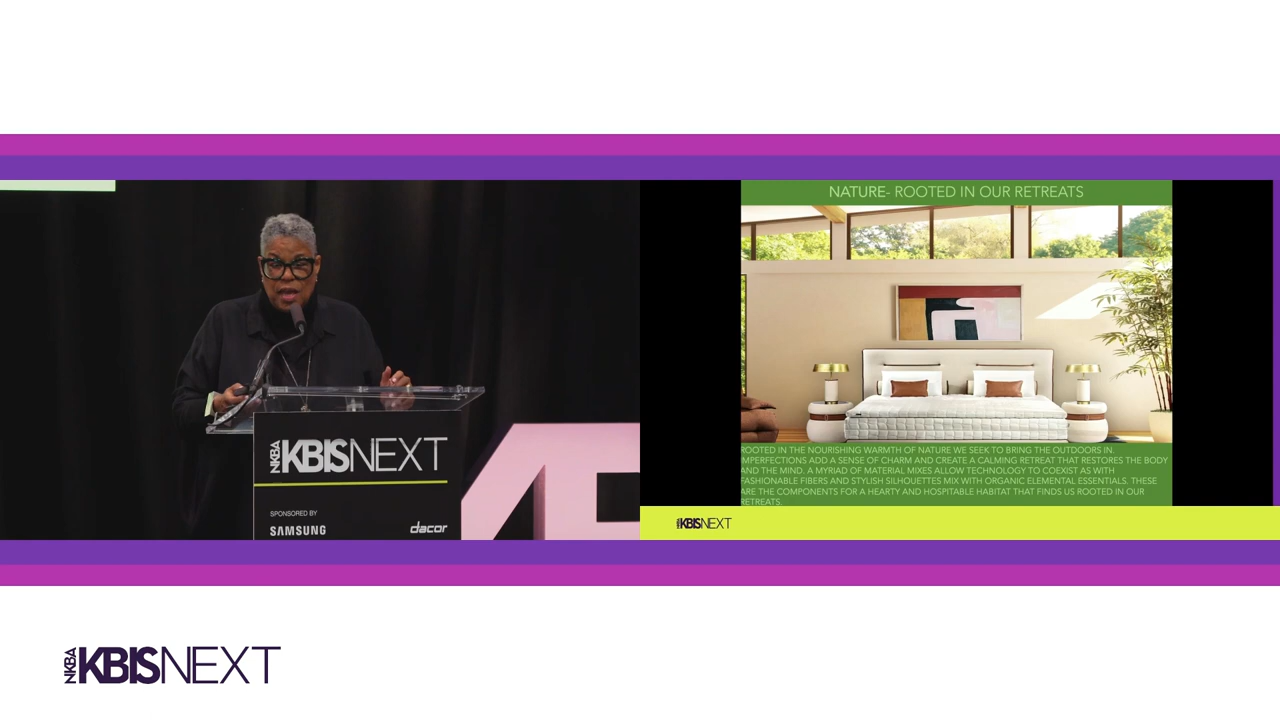 NATURE- ROOTED IN OUR RETREATS
ROOTED IN THE NOURISHING WARMTH OF NATURE WE SEEK TO BRING THE OUTDOORS IN.
IMPERFECTIONS ADD A SENSE OF CHARM AND CREATE A CALMING RETREAT THAT RESTORES THE BODY
AND THE MIND. A MYRIAD OF MATERIAL MIXES ALLOW TECHNOLOGY TO COEXIST AS WITH
FASHIONABLE FIBERS AND STYLISH SILHOUETTES MIX WITH ORGANIC ELEMENTAL ESSENTIALS. THESE
ARE THE COMPONENTS FOR A HEARTY AND HOSPITABLE HABITAT THAT FINDS US ROOTED IN OUR
RETREATS.
NKBA KBISNEXT
SPONSORED BY
SAMSUNG dacor
NKBA KBISNEXT
NKBA KBISNEXT